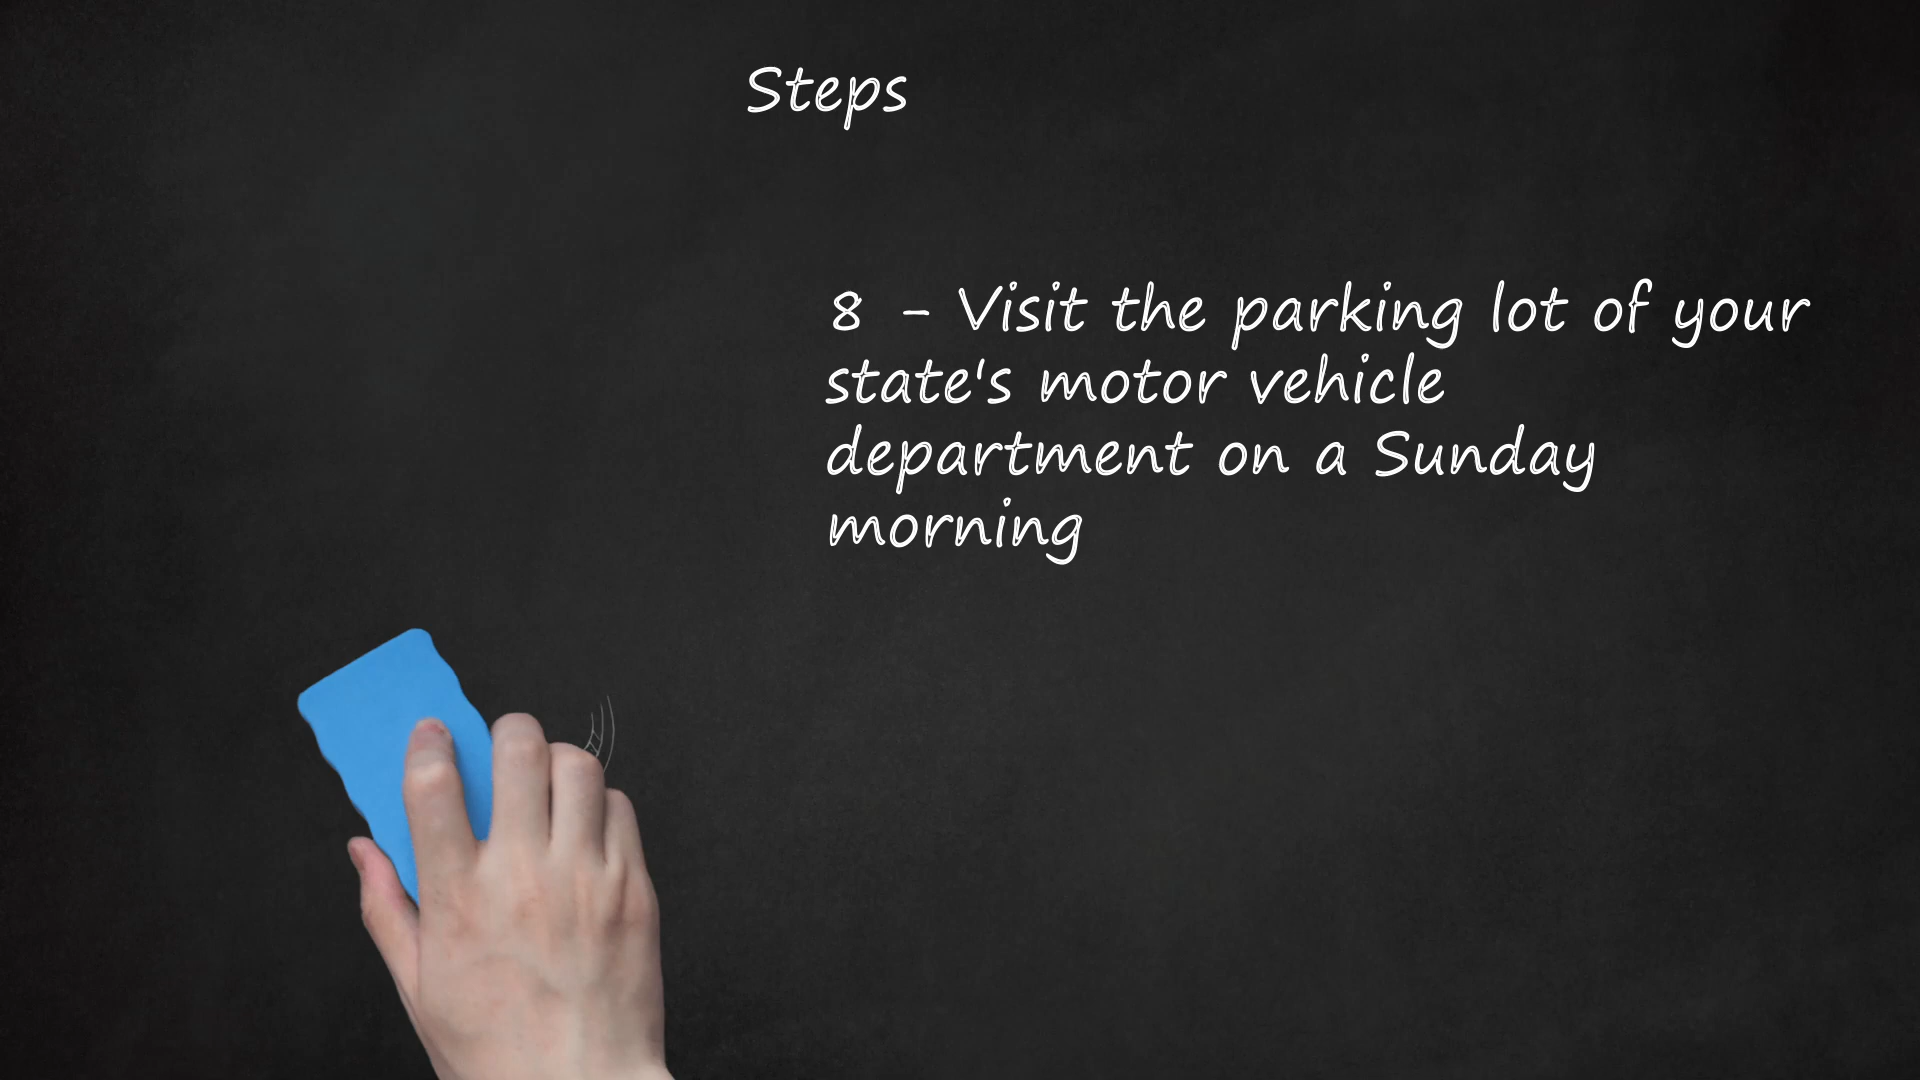 Steps
8 - Visit the parking lot of your
state's motor vehicle
department on a Sunday
morning